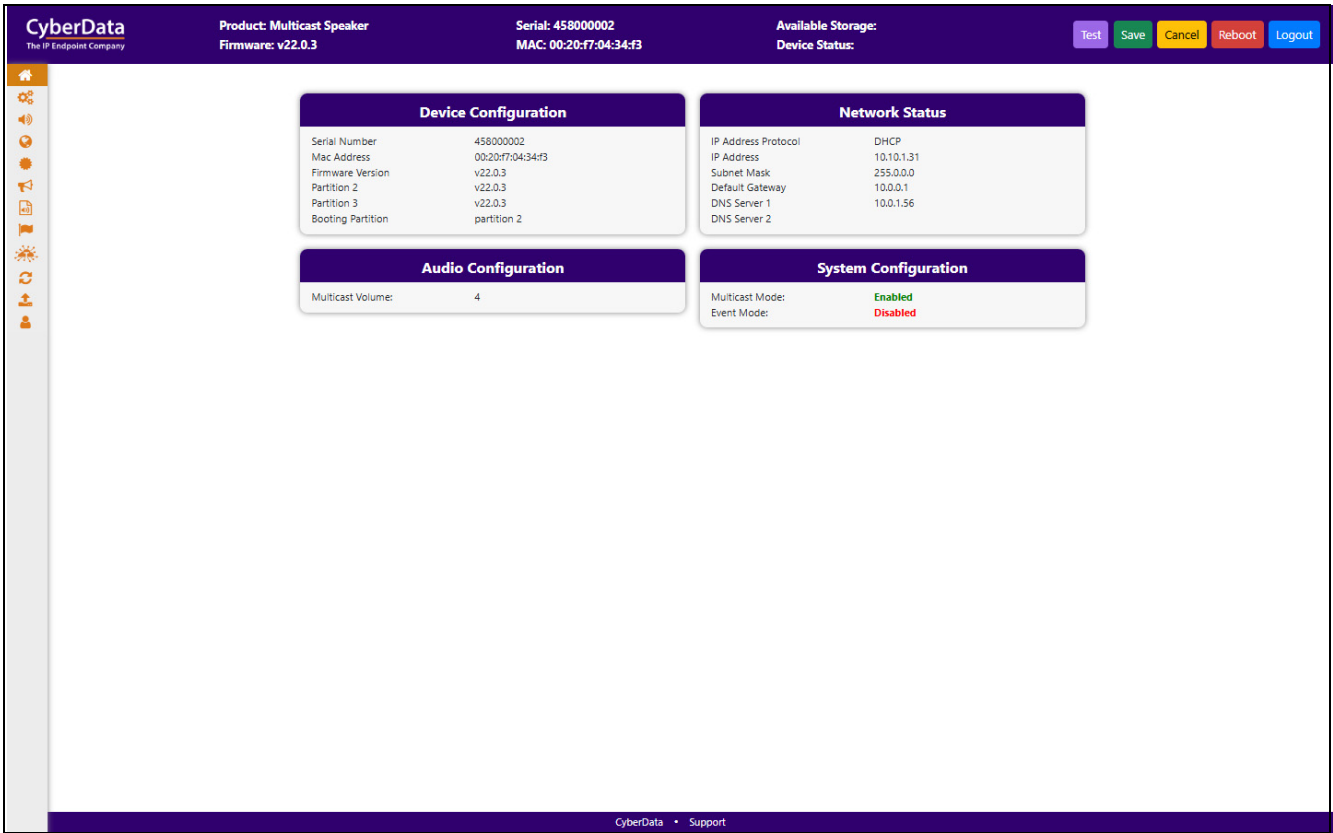 CyberData
The IP Endpoint Company
Product: Multicast Speaker
Firmware: v22.0.3
Serial: 458000002
MAC: 00:20:f7:04:34:f3
Available Storage:
Device Status:
Test Save Cancel Reboot Logout
Device Configuration
Serial Number 458000002
Mac Address 00:20:f7:04:34:f3
Firmware Version v22.0.3
Partition 2 v22.0.3
Partition 3 v22.0.3
Booting Partition partition 2
Network Status
IP Address Protocol DHCP
IP Address 10.10.1.31
Subnet Mask 255.0.0.0
Default Gateway 10.0.0.1
DNS Server 1 10.0.1.56
DNS Server 2
Audio Configuration
Multicast Volume: 4
System Configuration
Multicast Mode: Enabled
Event Mode: Disabled
CyberData • Support